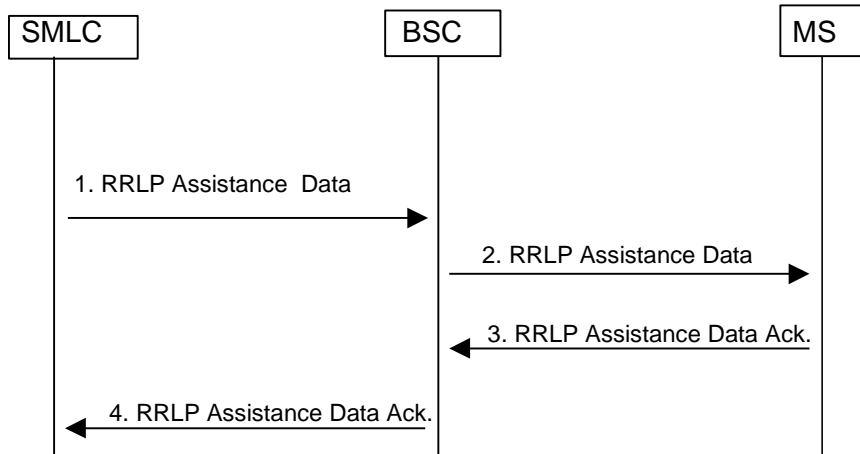 SMLC
BSC
MS
1. RRLP Assistance Data
2. RRLP Assistance Data
3. RRLP Assistance Data Ack.
4. RRLP Assistance Data Ack.